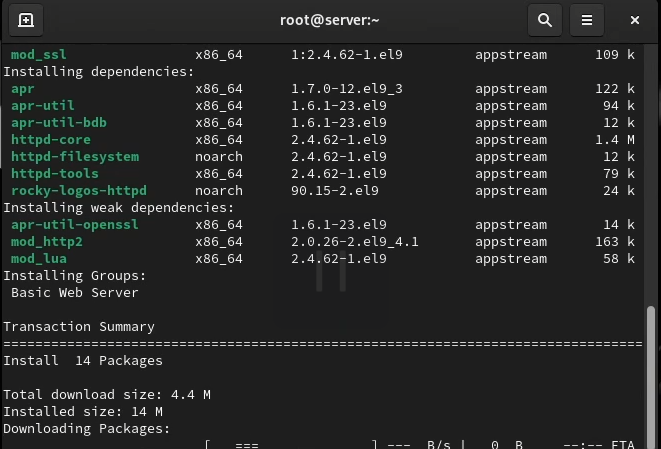 root@server:~
mod_ssl x86_64 1:2.4.62-1.el9 appstream 109 k
Installing dependencies:
apr x86_64 1.7.0-12.el9_3 appstream 122 k
apr-util x86_64 1.6.1-23.el9 appstream 94 k
apr-util-bdb x86_64 1.6.1-23.el9 appstream 12 k
httpd-core x86_64 2.4.62-1.el9 appstream 1.4 M
httpd-filesystem noarch 2.4.62-1.el9 appstream 12 k
httpd-tools x86_64 2.4.62-1.el9 appstream 79 k
rocky-logos-httpd noarch 90.15-2.el9 appstream 24 k
Installing weak dependencies:
apr-util-openssl x86_64 1.6.1-23.el9 appstream 14 k
mod_http2 x86_64 2.0.26-2.el9_4.1 appstream 163 k
mod_lua x86_64 2.4.62-1.el9 appstream 58 k
Installing Groups:
Basic Web Server
Transaction Summary
================================================================================
Install  14 Packages
Total download size: 4.4 M
Installed size: 14 M
Downloading Packages:
[   ===                ] ---  B/s |   0  B     --:-- ETA